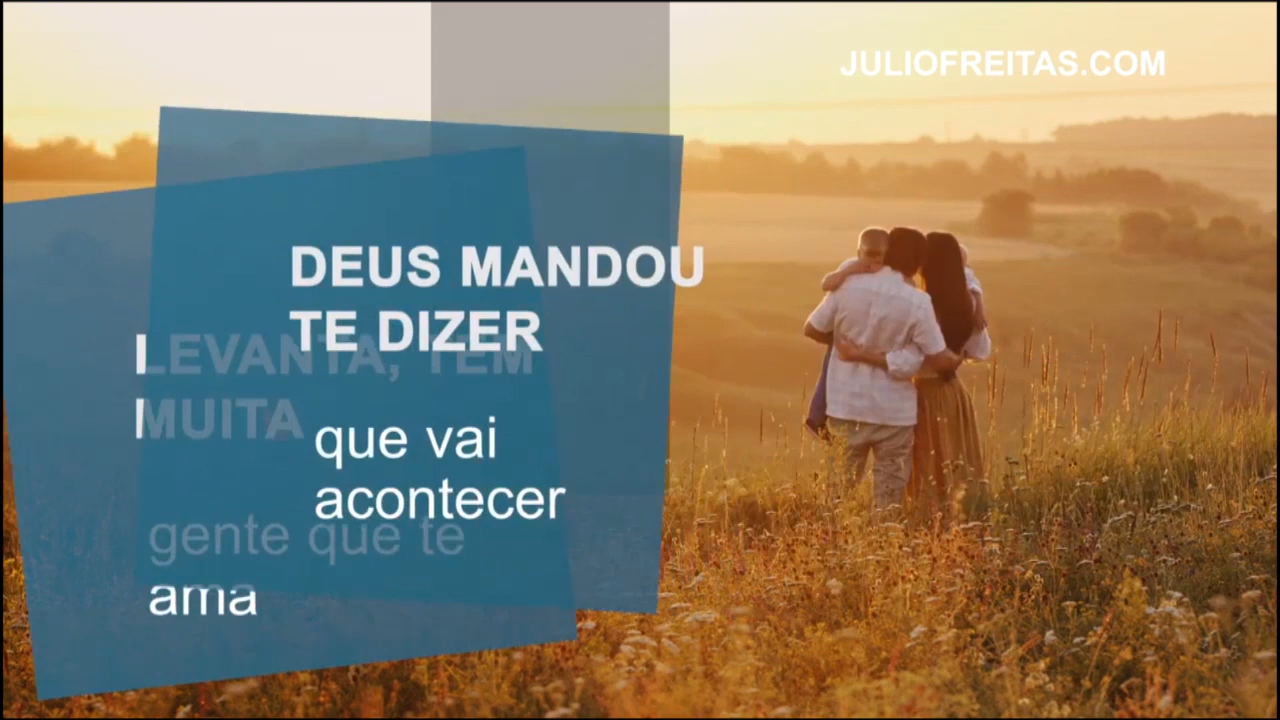 JULIOFREITAS.COM
DEUS MANDOU
TE DIZER
LEVANTA, TEM
MUITA
que vai
acontecer
gente que te
ama